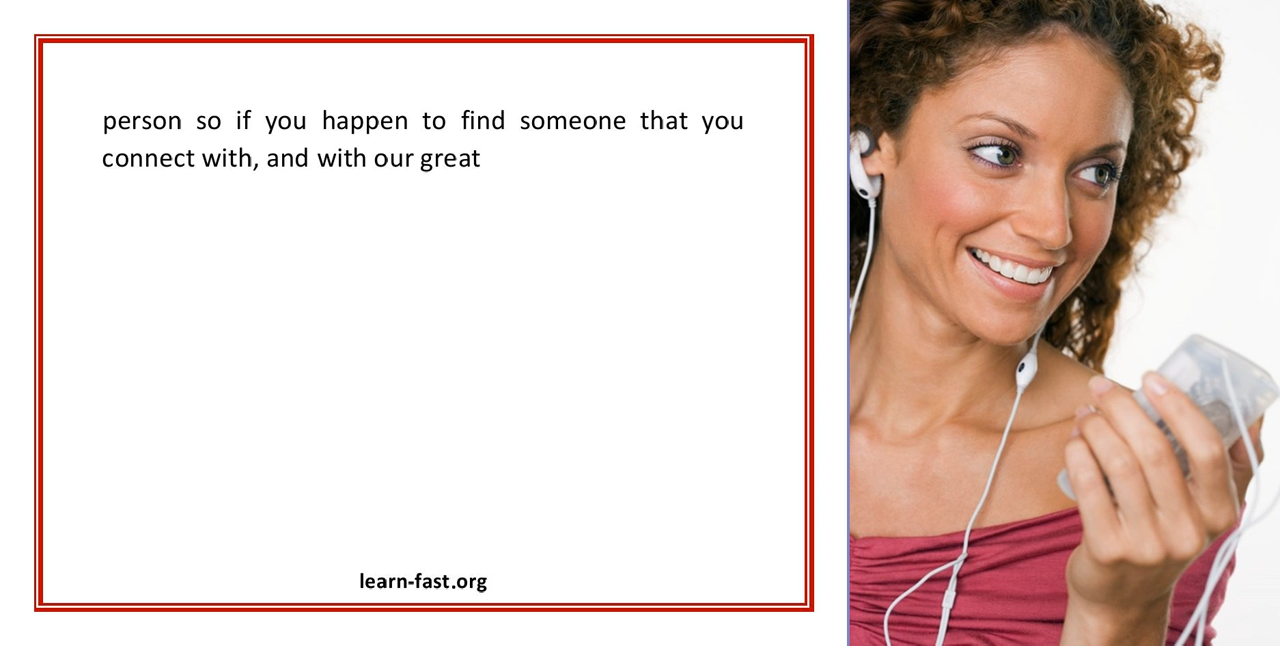 person so if you happen to find someone that you
connect with, and with our great
learn-fast.org